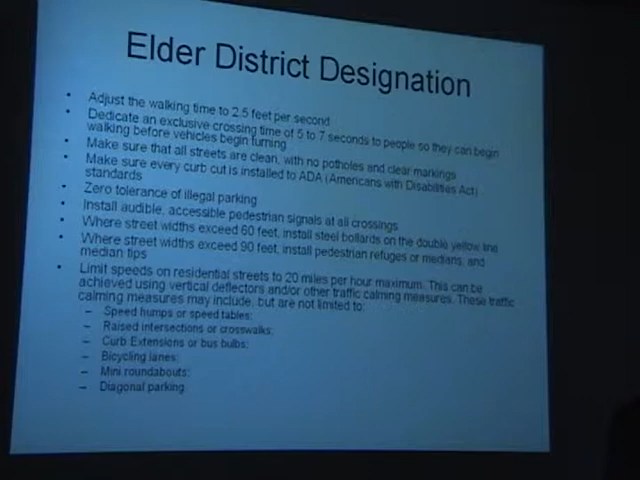 Elder District Designation
• Adjust the walking time to 2.5 feet per second
• Dedicate an exclusive crossing time of 5 to 7 seconds to people so they can begin
walking before vehicles begin turning
• Make sure that all streets are clean, with no potholes and clear markings
• Make sure every curb cut is installed to ADA (Americans with Disabilities Act)
standards
• Zero tolerance of illegal parking
• Install audible, accessible pedestrian signals at all crossings
• Where street widths exceed 60 feet, install steel bollards on the double yellow line
• Where street widths exceed 90 feet, install pedestrian refuges or medians, and
median tips
• Limit speeds on residential streets to 20 miles per hour maximum. This can be
achieved using vertical deflectors and/or other traffic calming measures. These traffic
calming measures may include, but are not limited to:
– Speed humps or speed tables;
– Raised intersections or crosswalks;
– Curb Extensions or bus bulbs;
– Bicycling lanes;
– Mini roundabouts;
– Diagonal parking